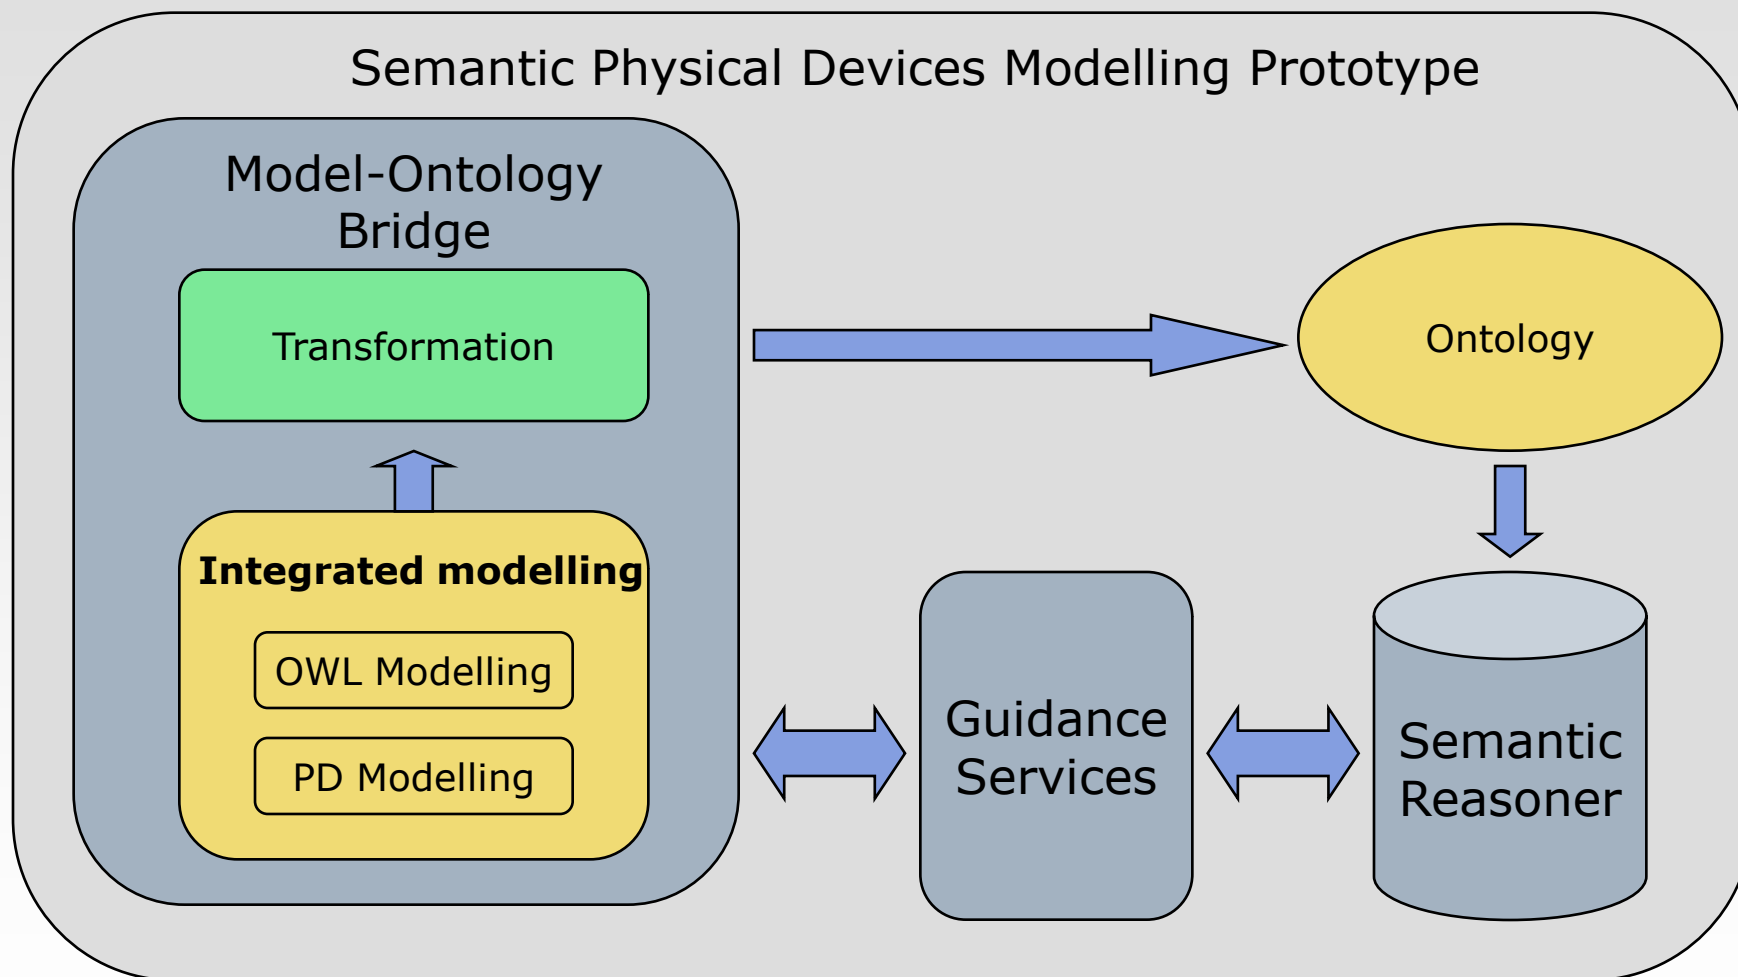 Semantic Physical Devices Modelling Prototype
Model-Ontology
Bridge
Transformation
Integrated modelling
OWL Modelling
PD Modelling
Ontology
Guidance
Services
Semantic
Reasoner